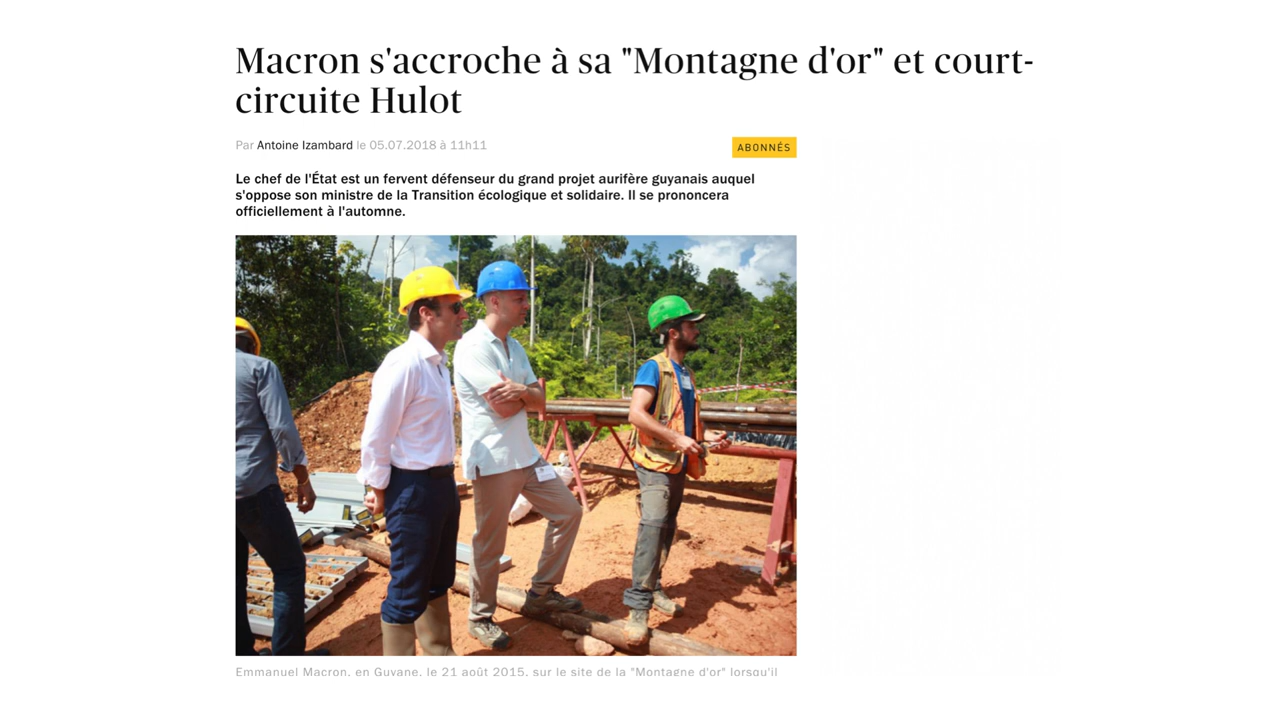 Macron s'accroche à sa "Montagne d'or" et court-
circuite Hulot
Par Antoine Izambard le 05.07.2018 à 11h11
ABONNÉS
Le chef de l'État est un fervent défenseur du grand projet aurifère guyanais auquel
s'oppose son ministre de la Transition écologique et solidaire. Il se prononcera
officiellement à l'automne.
Emmanuel Macron, en Guyane, le 21 août 2015, sur le site de la "Montagne d'or" lorsqu'il